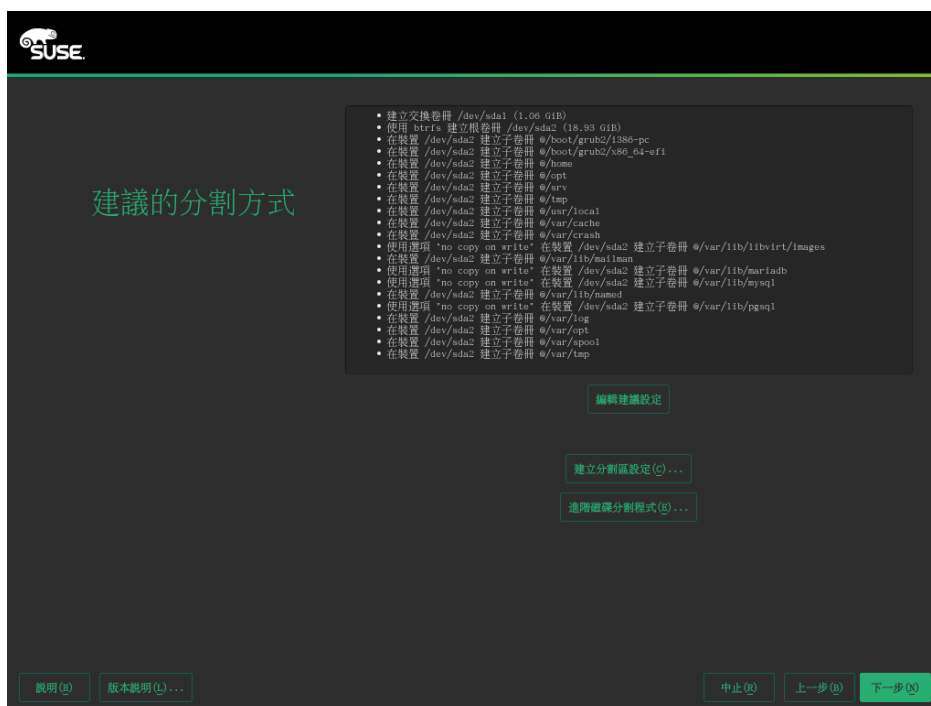 SUSE.
建議的分割方式
• 建立交換卷冊 /dev/sda1 (1.06 GiB)
• 使用 btrfs 建立根卷冊 /dev/sda2 (18.93 GiB)
• 在裝置 /dev/sda2 建立子卷冊 @/boot/grub2/i386-pc
• 在裝置 /dev/sda2 建立子卷冊 @/boot/grub2/x86_64-efi
• 在裝置 /dev/sda2 建立子卷冊 @/home
• 在裝置 /dev/sda2 建立子卷冊 @/opt
• 在裝置 /dev/sda2 建立子卷冊 @/srv
• 在裝置 /dev/sda2 建立子卷冊 @/tmp
• 在裝置 /dev/sda2 建立子卷冊 @/usr/local
• 在裝置 /dev/sda2 建立子卷冊 @/var/cache
• 在裝置 /dev/sda2 建立子卷冊 @/var/crash
• 使用選項 "no copy on write" 在裝置 /dev/sda2 建立子卷冊 @/var/lib/libvirt/images
• 在裝置 /dev/sda2 建立子卷冊 @/var/lib/mailman
• 使用選項 "no copy on write" 在裝置 /dev/sda2 建立子卷冊 @/var/lib/mariadb
• 使用選項 "no copy on write" 在裝置 /dev/sda2 建立子卷冊 @/var/lib/mysql
• 在裝置 /dev/sda2 建立子卷冊 @/var/lib/named
• 使用選項 "no copy on write" 在裝置 /dev/sda2 建立子卷冊 @/var/lib/pgsql
• 在裝置 /dev/sda2 建立子卷冊 @/var/log
• 在裝置 /dev/sda2 建立子卷冊 @/var/opt
• 在裝置 /dev/sda2 建立子卷冊 @/var/spool
• 在裝置 /dev/sda2 建立子卷冊 @/var/tmp
編輯建議設定
建立分割區設定(C)...
進階磁碟分割程式(E)...
說明(H)
版本說明(L)...
中止(R)
上一步(B)
下一步(N)